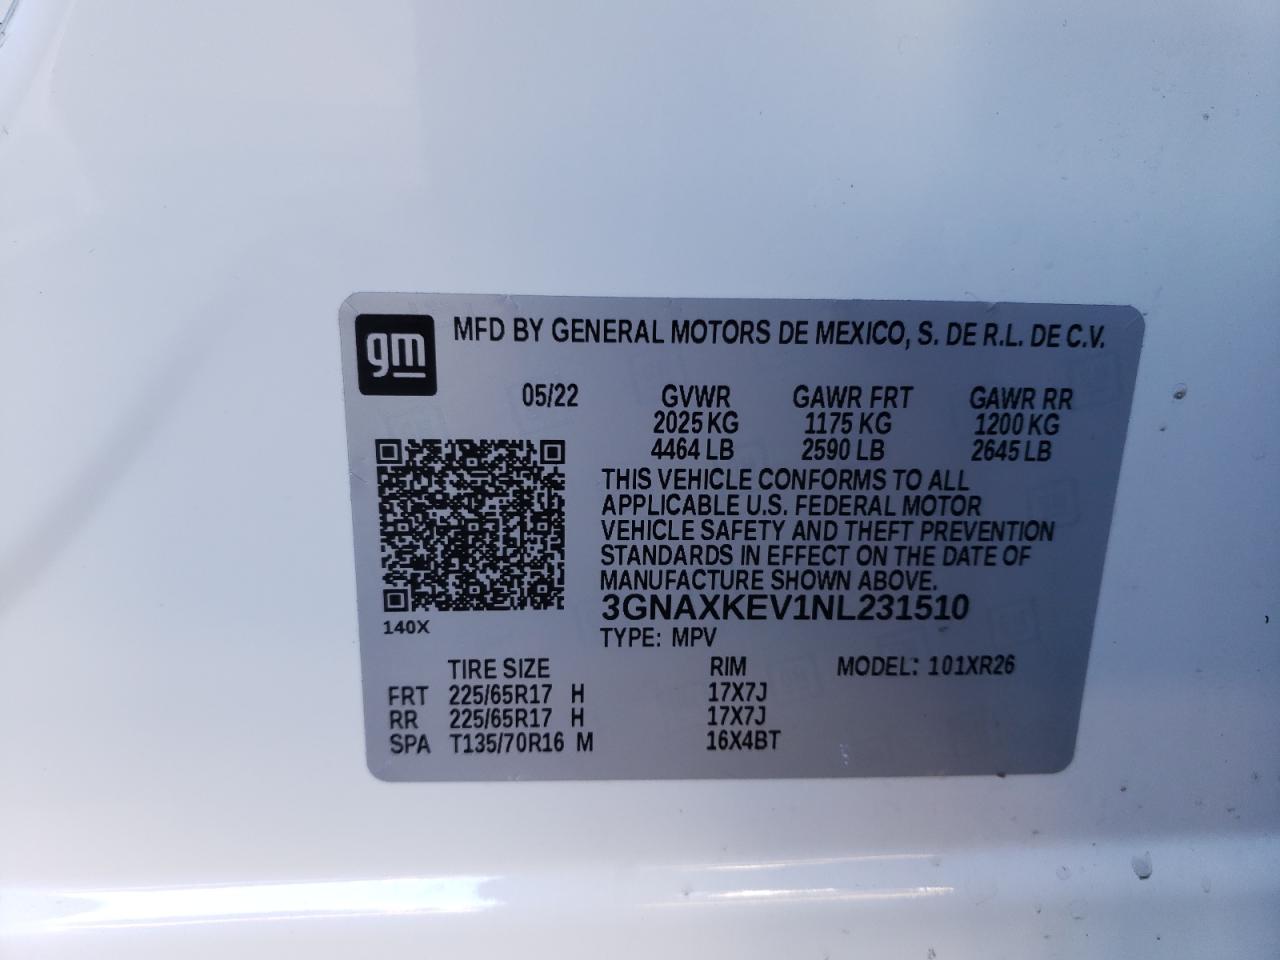 gm MFD BY GENERAL MOTORS DE MEXICO, S. DE R.L. DE C.V.
05/22 GVWR GAWR FRT GAWR RR
2025 KG 1175 KG 1200 KG
4464 LB 2590 LB 2645 LB
THIS VEHICLE CONFORMS TO ALL
APPLICABLE U.S. FEDERAL MOTOR
VEHICLE SAFETY AND THEFT PREVENTION
STANDARDS IN EFFECT ON THE DATE OF
MANUFACTURE SHOWN ABOVE.
3GNAXKEV1NL231510
140X
TYPE: MPV
TIRE SIZE RIM MODEL: 101XR26
FRT 225/65R17 H 17X7J
RR 225/65R17 H 17X7J
SPA T135/70R16 M 16X4BT